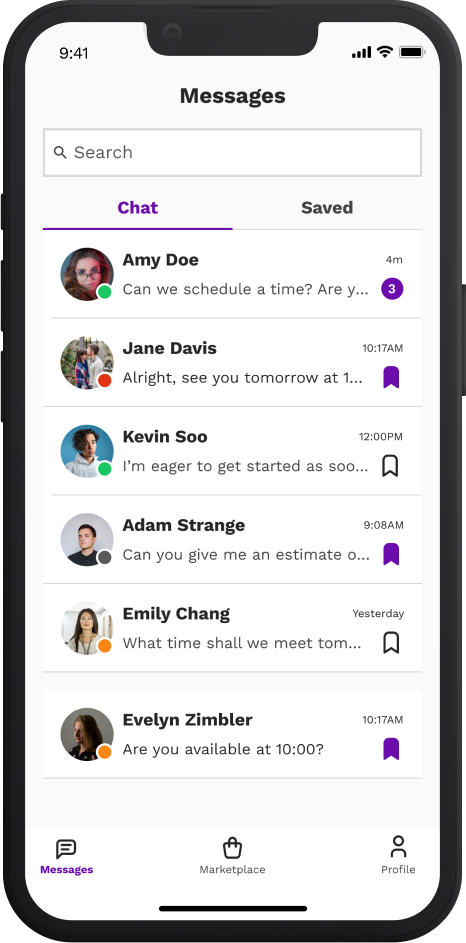 9:41
Messages
Search
Chat Saved
Amy Doe 4m
Can we schedule a time? Are y... 3
Jane Davis 10:17AM
Alright, see you tomorrow at 1...
Kevin Soo 12:00PM
I'm eager to get started as soo...
Adam Strange 9:08AM
Can you give me an estimate o...
Emily Chang Yesterday
What time shall we meet tom...
Evelyn Zimbler 10:17AM
Are you available at 10:00?
Messages Marketplace Profile